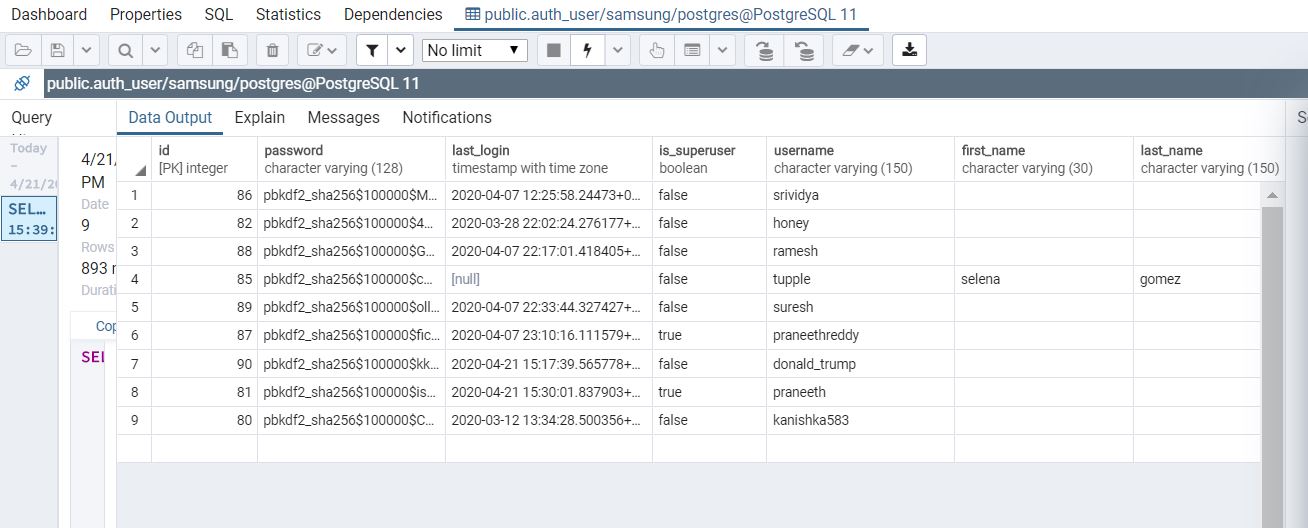 Dashboard Properties SQL Statistics Dependencies public.auth_user/samsung/postgres@PostgreSQL 11
No limit
public.auth_user/samsung/postgres@PostgreSQL 11
Query Data Output Explain Messages Notifications
Today
–
4/21/2
SEL...
15:39:
4/21/
PM
Date
9
Rows
893 r
Durati
Cop
SEI
id password last_login is_superuser username first_name last_name
[PK] integer character varying (128) timestamp with time zone boolean character varying (150) character varying (30) character varying (150)
1 86 pbkdf2_sha256$100000$M... 2020-04-07 12:25:58.24473+0... false srividya
2 82 pbkdf2_sha256$100000$4... 2020-03-28 22:02:24.276177+... false honey
3 88 pbkdf2_sha256$100000$G... 2020-04-07 22:17:01.418405+... false ramesh
4 85 pbkdf2_sha256$100000$c... [null] false tupple selena gomez
5 89 pbkdf2_sha256$100000$oll... 2020-04-07 22:33:44.327427+... false suresh
6 87 pbkdf2_sha256$100000$fic... 2020-04-07 23:10:16.111579+... true praneethreddy
7 90 pbkdf2_sha256$100000$kk... 2020-04-21 15:17:39.565778+... false donald_trump
8 81 pbkdf2_sha256$100000$is... 2020-04-21 15:30:01.837903+... true praneeth
9 80 pbkdf2_sha256$100000$C... 2020-03-12 13:34:28.500356+... false kanishka583